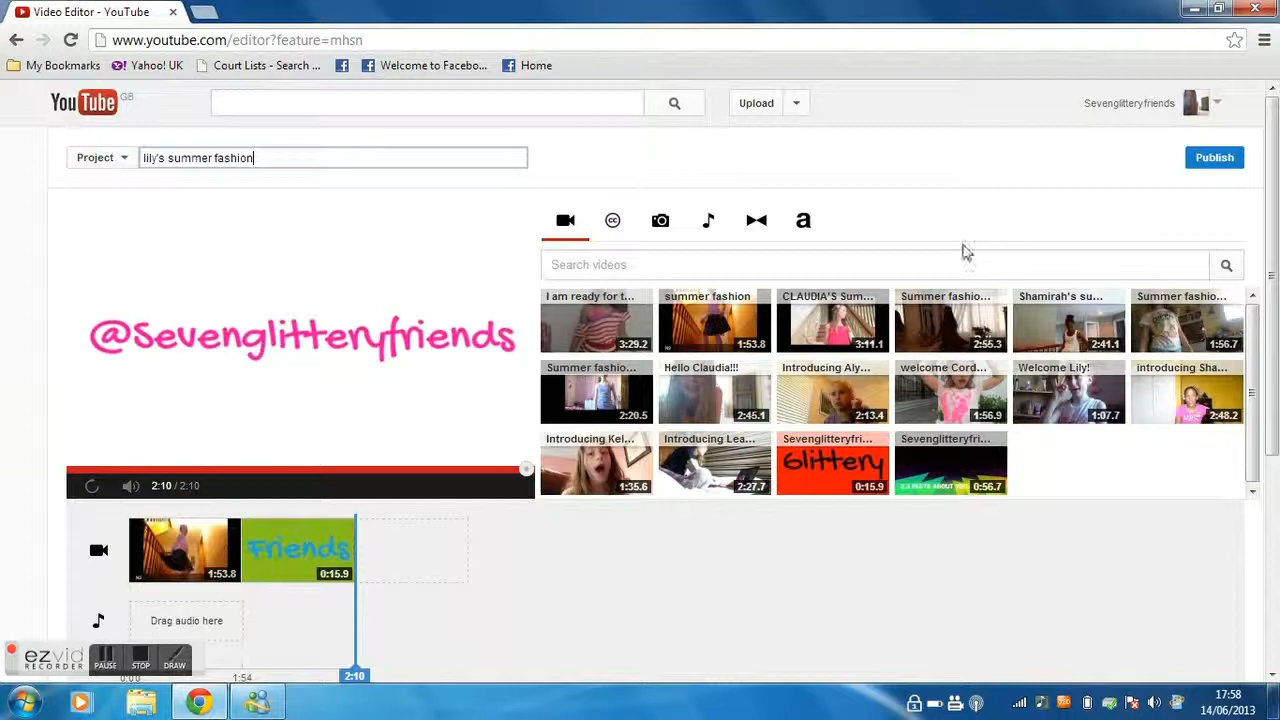 Video Editor - YouTube
www.youtube.com/editor?feature=mhsn
My Bookmarks Yahoo! UK Court Lists - Search ... Welcome to Facebo... Home
YouTube GB Upload Sevenglitteryfriends
Project lily's summer fashion Publish
cc a
Search videos
I am ready for t... summer fashion CLAUDIA'S Sum... Summer fashio... Shamirah's su... Summer fashio...
3:29.2 1:53.8 3:11.1 2:55.3 2:41.1 1:56.7
@Sevenglitteryfriends
Summer fashio... Hello Claudia!!! Introducing Aly... welcome Cord... Welcome Lily! introducing Sha...
2:20.5 2:45.1 2:13.4 1:56.9 1:07.7 2:48.2
Introducing Kel... Introducing Lea... Sevenglitteryfri... Sevenglitteryfri...
Glittery
1:35.6 2:27.7 0:15.9 0:56.7
2:10 / 2:10
Friends
1:53.8 0:15.9
Drag audio here
ezvid RECORDER PAUSE STOP DRAW
0:00 1:54 2:10
17:58
14/06/2013